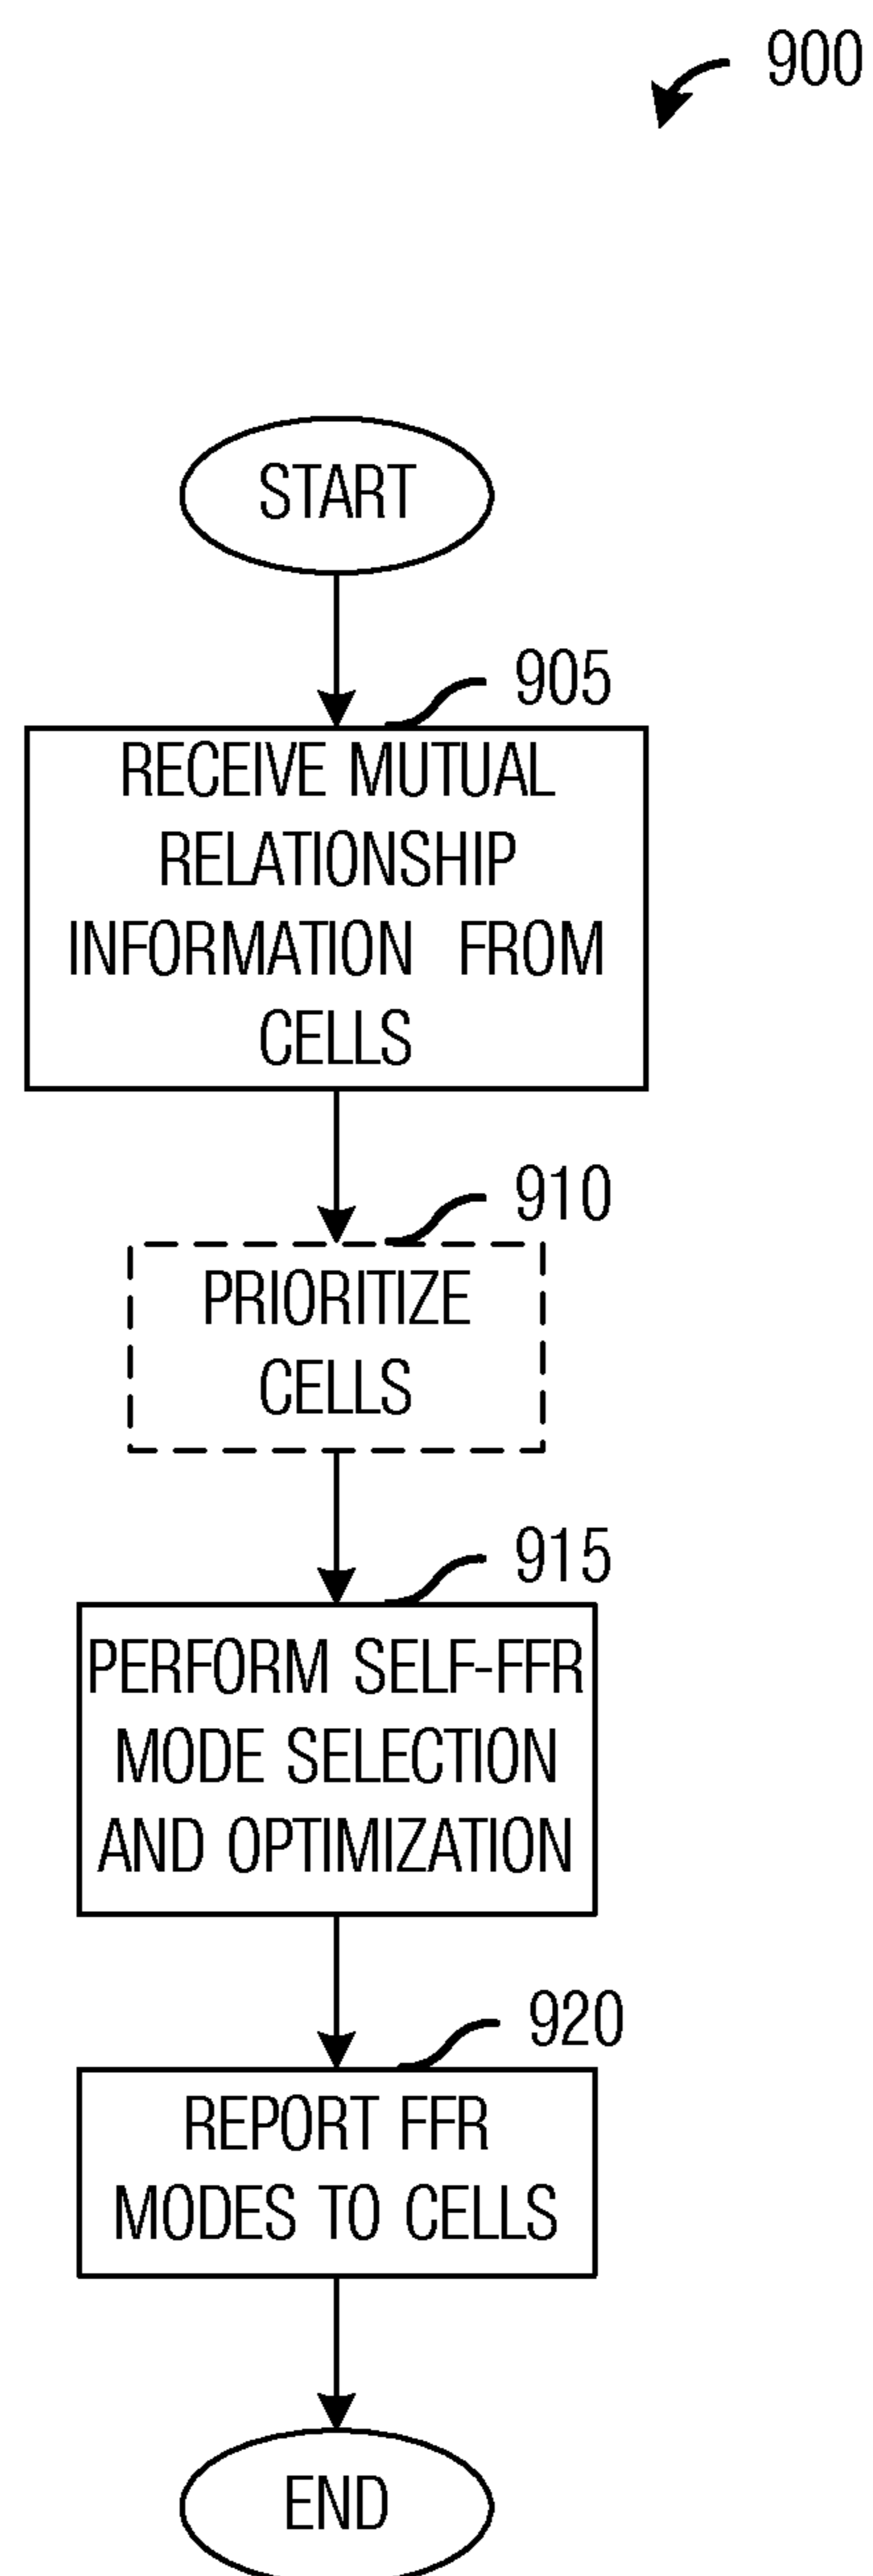 900
START
905
RECEIVE MUTUAL
RELATIONSHIP
INFORMATION FROM
CELLS
910
PRIORITIZE
CELLS
915
PERFORM SELF-FFR
MODE SELECTION
AND OPTIMIZATION
920
REPORT FFR
MODES TO CELLS
END